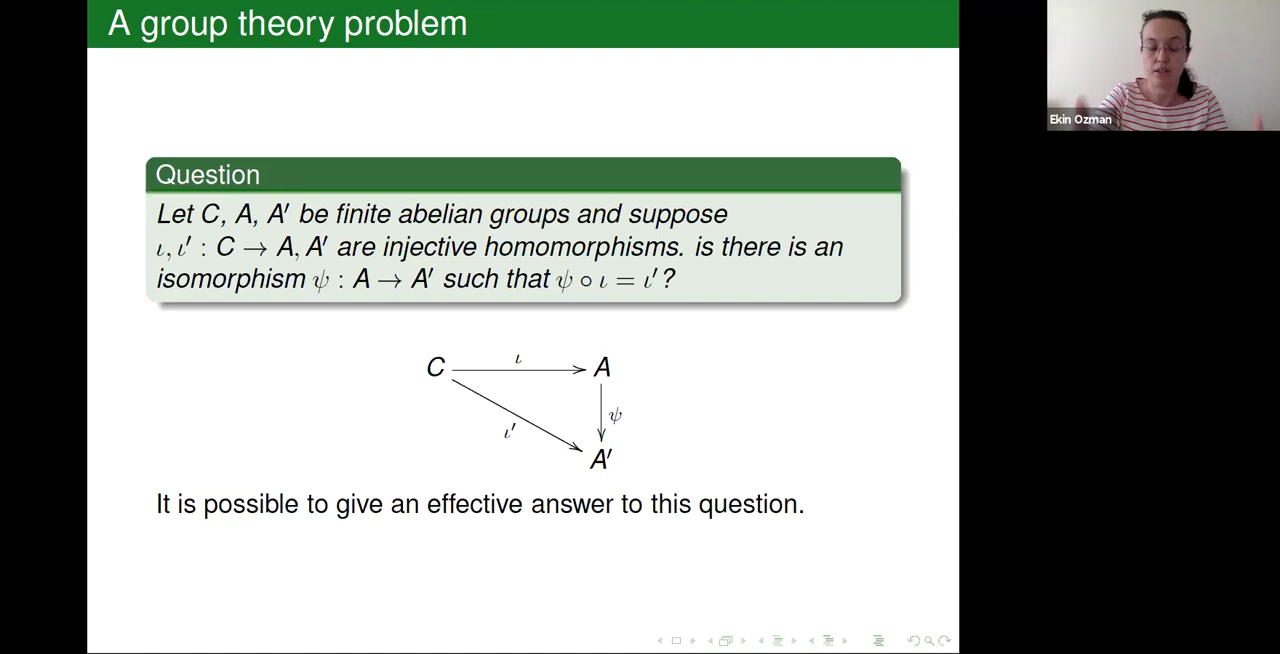 A group theory problem
Ekin Ozman
Question
Let C, A, A′ be finite abelian groups and suppose
ι, ι′ : C → A, A′ are injective homomorphisms. is there is an
isomorphism ψ : A → A′ such that ψ ∘ ι = ι′?
C ι A
ψ
ι′
A′
It is possible to give an effective answer to this question.